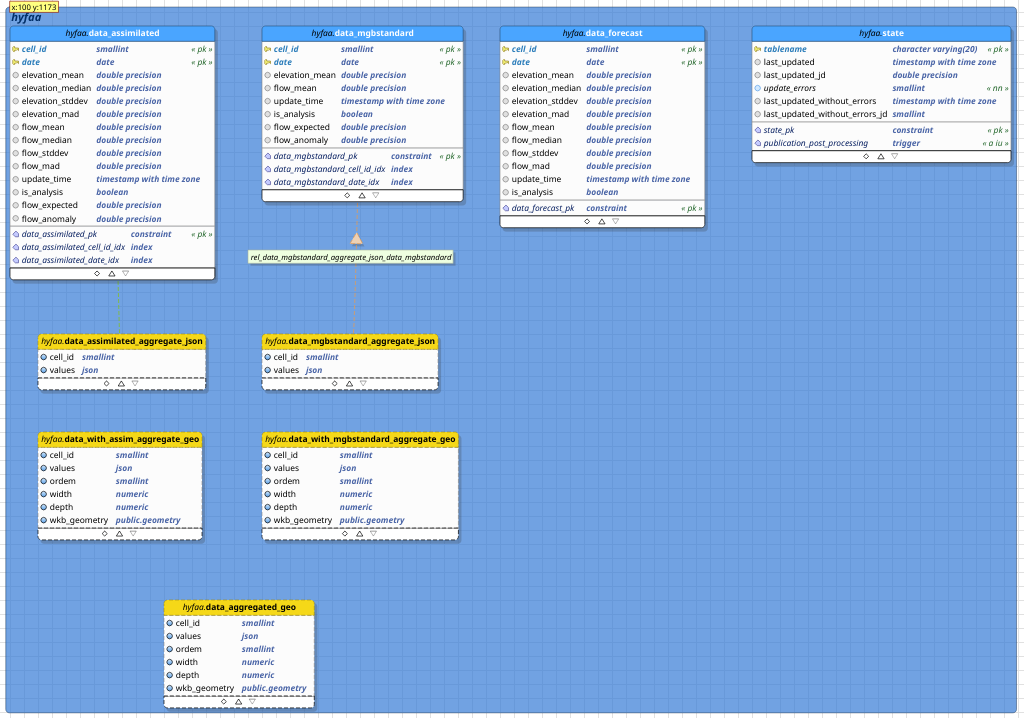 x:100 y:1173
hyfaa
hyfaa.data_assimilated
cell_id smallint « pk »
date date « pk »
elevation_mean double precision
elevation_median double precision
elevation_stddev double precision
elevation_mad double precision
flow_mean double precision
flow_median double precision
flow_stddev double precision
flow_mad double precision
update_time timestamp with time zone
is_analysis boolean
flow_expected double precision
flow_anomaly double precision
data_assimilated_pk constraint « pk »
data_assimilated_cell_id_idx index
data_assimilated_date_idx index
hyfaa.data_mgbstandard
cell_id smallint « pk »
date date « pk »
elevation_mean double precision
flow_mean double precision
update_time timestamp with time zone
is_analysis boolean
flow_expected double precision
flow_anomaly double precision
data_mgbstandard_pk constraint « pk »
data_mgbstandard_cell_id_idx index
data_mgbstandard_date_idx index
hyfaa.data_forecast
cell_id smallint « pk »
date date « pk »
elevation_mean double precision
elevation_median double precision
elevation_stddev double precision
elevation_mad double precision
flow_mean double precision
flow_median double precision
flow_stddev double precision
flow_mad double precision
update_time timestamp with time zone
is_analysis boolean
data_forecast_pk constraint « pk »
hyfaa.state
tablename character varying(20) « pk »
last_updated timestamp with time zone
last_updated_jd double precision
update_errors smallint « nn »
last_updated_without_errors timestamp with time zone
last_updated_without_errors_jd smallint
state_pk constraint « pk »
publication_post_processing trigger « a iu »
rel_data_mgbstandard_aggregate_json_data_mgbstandard
hyfaa.data_assimilated_aggregate_json
cell_id smallint
values json
hyfaa.data_mgbstandard_aggregate_json
cell_id smallint
values json
hyfaa.data_with_assim_aggregate_geo
cell_id smallint
values json
ordem smallint
width numeric
depth numeric
wkb_geometry public.geometry
hyfaa.data_with_mgbstandard_aggregate_geo
cell_id smallint
values json
ordem smallint
width numeric
depth numeric
wkb_geometry public.geometry
hyfaa.data_aggregated_geo
cell_id smallint
values json
ordem smallint
width numeric
depth numeric
wkb_geometry public.geometry